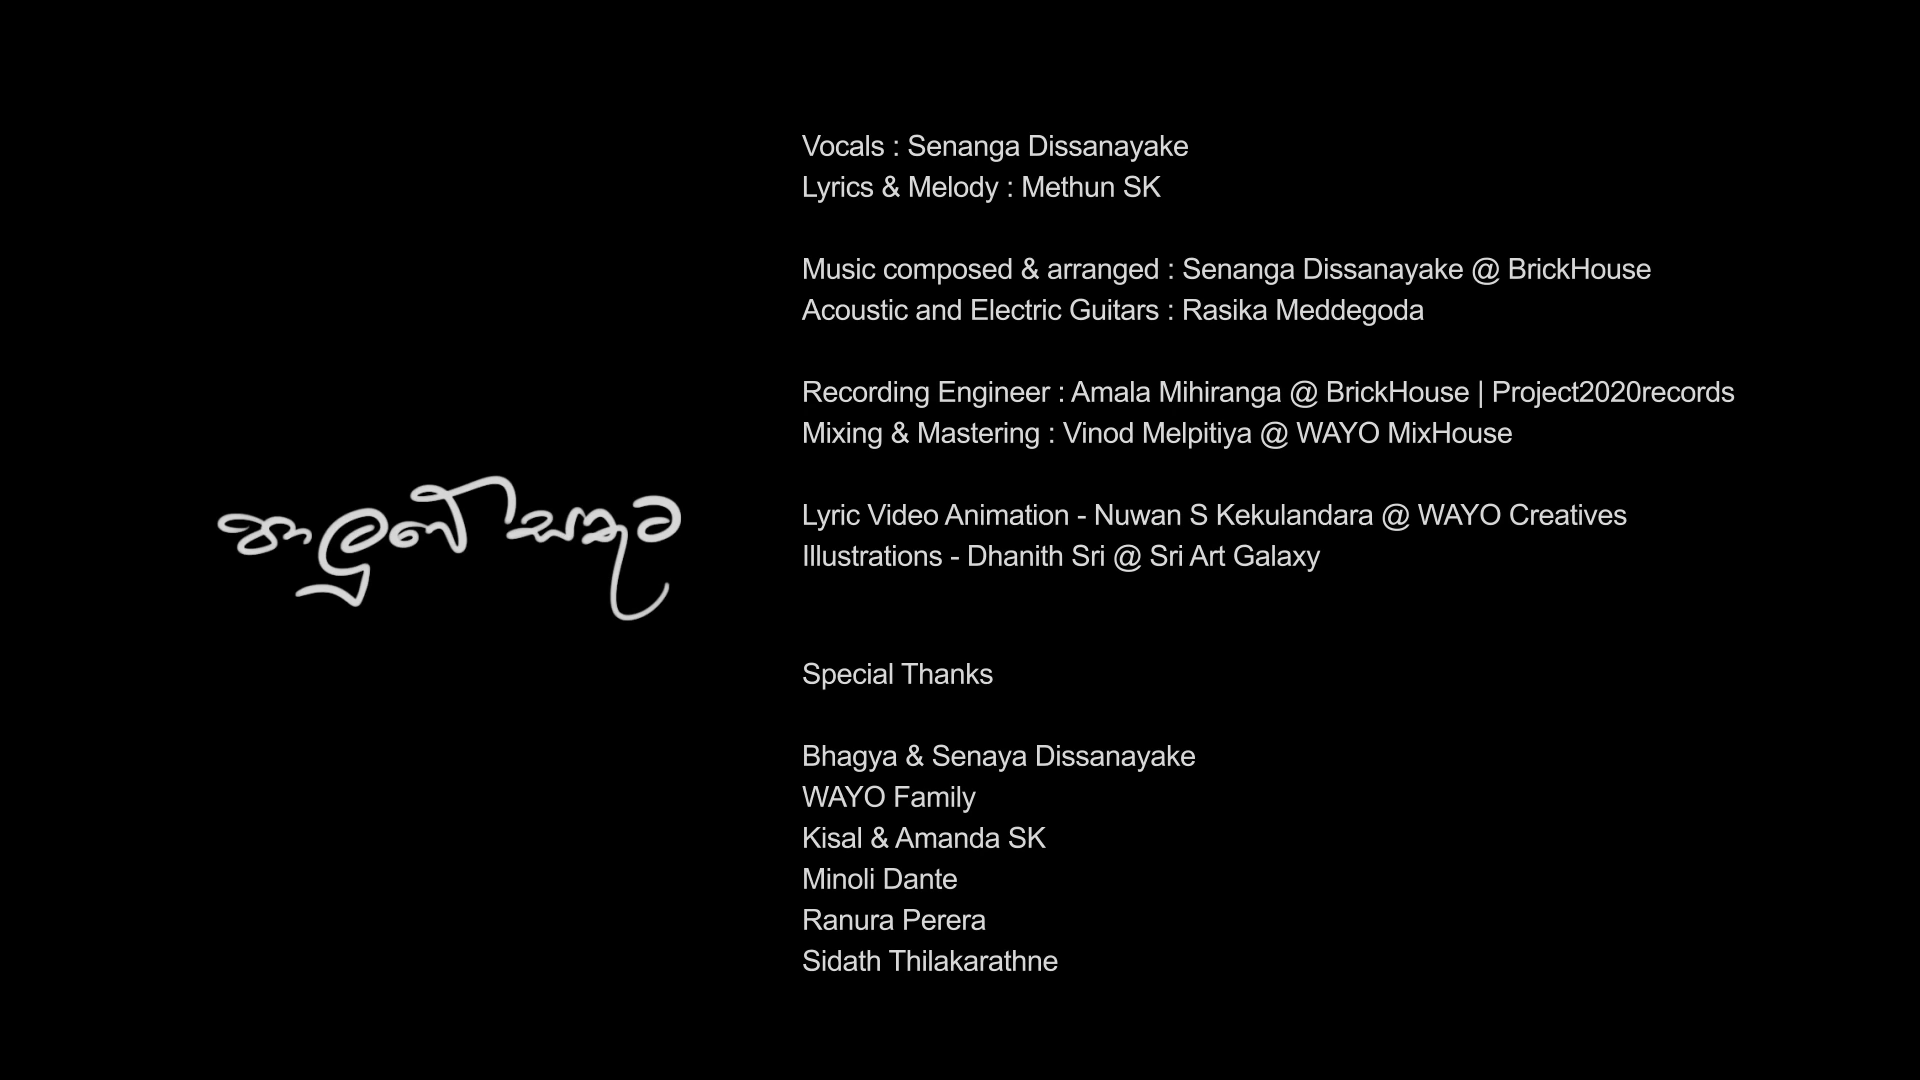 සතුට
Vocals : Senanga Dissanayake
Lyrics & Melody : Methun SK
Music composed & arranged : Senanga Dissanayake @ BrickHouse
Acoustic and Electric Guitars : Rasika Meddegoda
Recording Engineer : Amala Mihiranga @ BrickHouse | Project2020records
Mixing & Mastering : Vinod Melpitiya @ WAYO MixHouse
Lyric Video Animation - Nuwan S Kekulandara @ WAYO Creatives
Illustrations - Dhanith Sri @ Sri Art Galaxy
Special Thanks
Bhagya & Senaya Dissanayake
WAYO Family
Kisal & Amanda SK
Minoli Dante
Ranura Perera
Sidath Thilakarathne